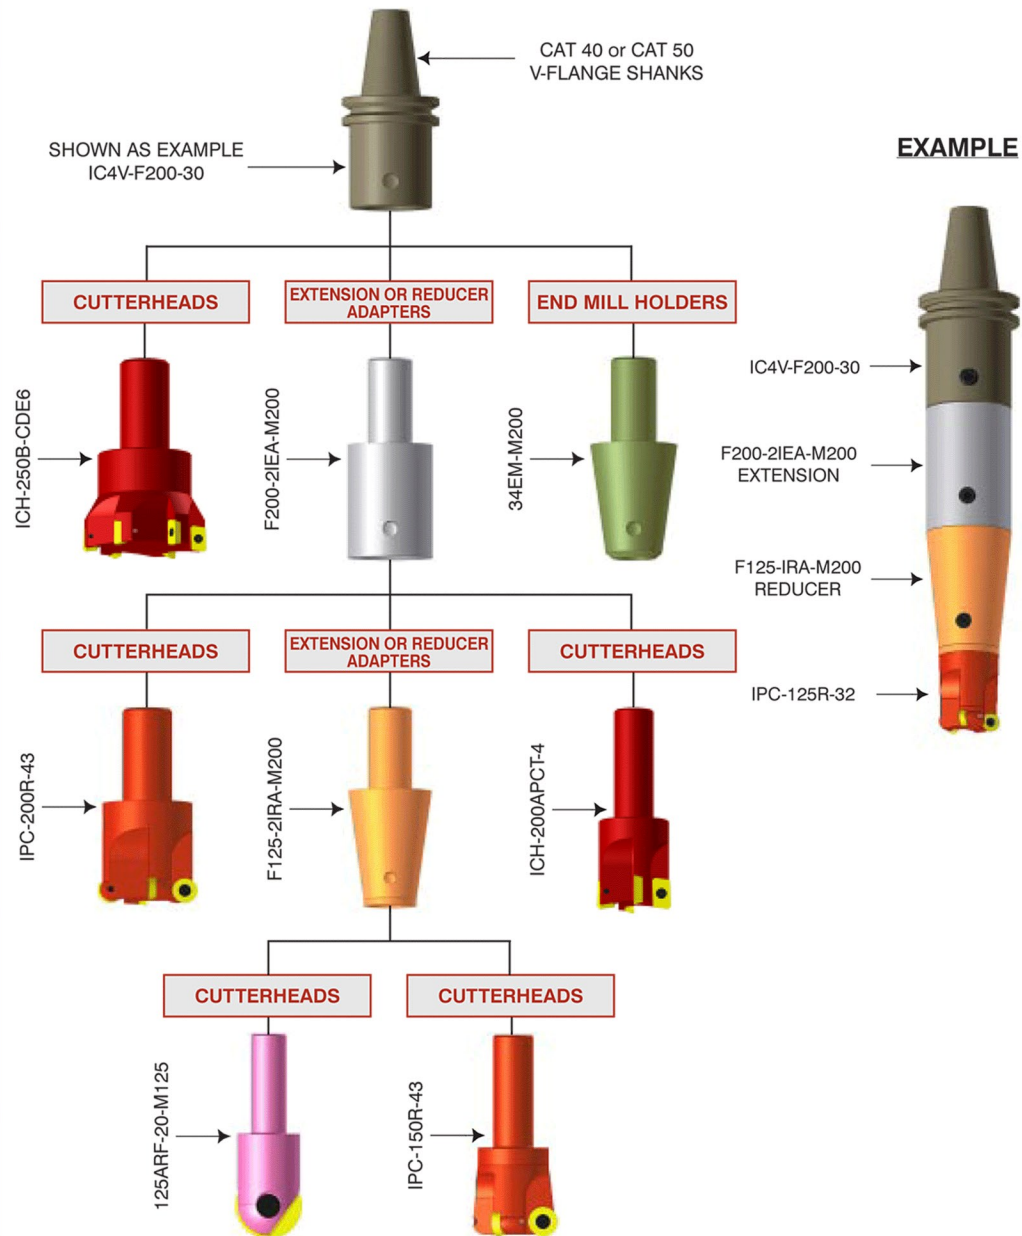 CAT 40 or CAT 50
V-FLANGE SHANKS
SHOWN AS EXAMPLE
IC4V-F200-30
EXAMPLE
CUTTERHEADS
EXTENSION OR REDUCER
ADAPTERS
END MILL HOLDERS
ICH-250B-CDE6
F200-2IEA-M200
34EM-M200
IC4V-F200-30
F200-2IEA-M200
EXTENSION
F125-IRA-M200
REDUCER
IPC-125R-32
CUTTERHEADS
EXTENSION OR REDUCER
ADAPTERS
CUTTERHEADS
IPC-200R-43
F125-2IRA-M200
ICH-200APCT-4
CUTTERHEADS
CUTTERHEADS
125ARF-20-M125
IPC-150R-43